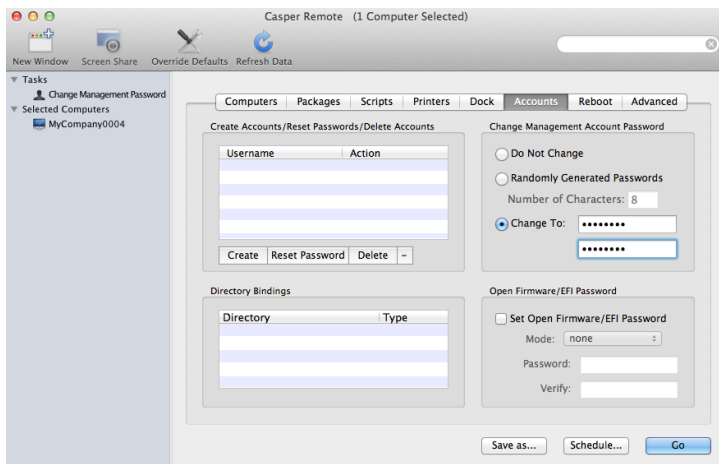 Casper Remote (1 Computer Selected)
New Window Screen Share Override Defaults Refresh Data
Tasks
Change Management Password
Selected Computers
MyCompany0004
Computers Packages Scripts Printers Dock Accounts Reboot Advanced
Create Accounts/Reset Passwords/Delete Accounts
Username Action
Create Reset Password Delete –
Change Management Account Password
Do Not Change
Randomly Generated Passwords
Number of Characters: 8
Change To: ••••••••
••••••••
Directory Bindings
Directory Type
Open Firmware/EFI Password
Set Open Firmware/EFI Password
Mode: none
Password:
Verify:
Save as... Schedule... Go